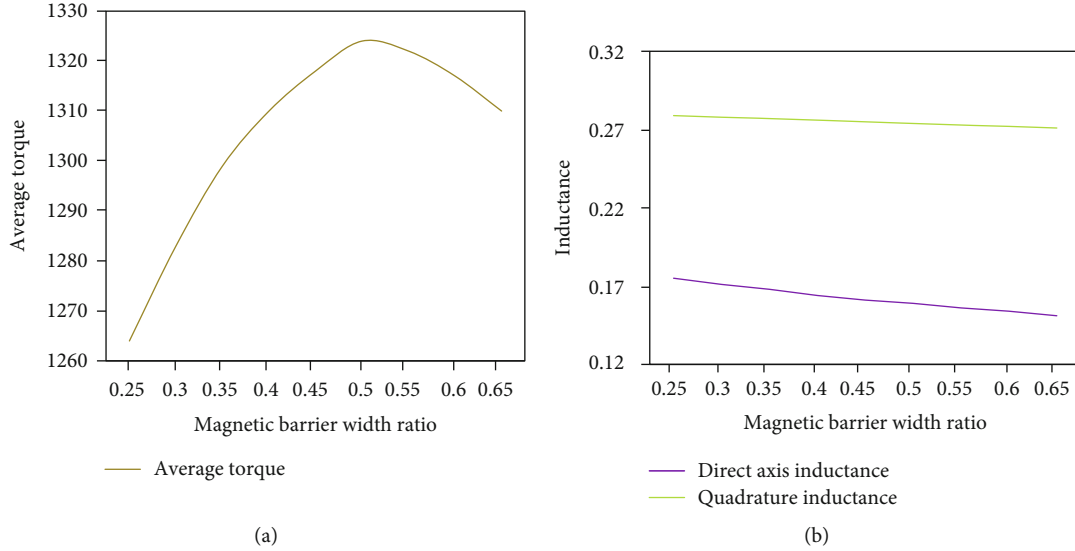 1330
1320
1310
1300
1290
1280
1270
1260
Average torque
0.25 0.3 0.35 0.4 0.45 0.5 0.55 0.6 0.65
Magnetic barrier width ratio
Average torque
(a)
0.32
0.27
0.22
0.17
0.12
Inductance
0.25 0.3 0.35 0.4 0.45 0.5 0.55 0.6 0.65
Magnetic barrier width ratio
Direct axis inductance
Quadrature inductance
(b)